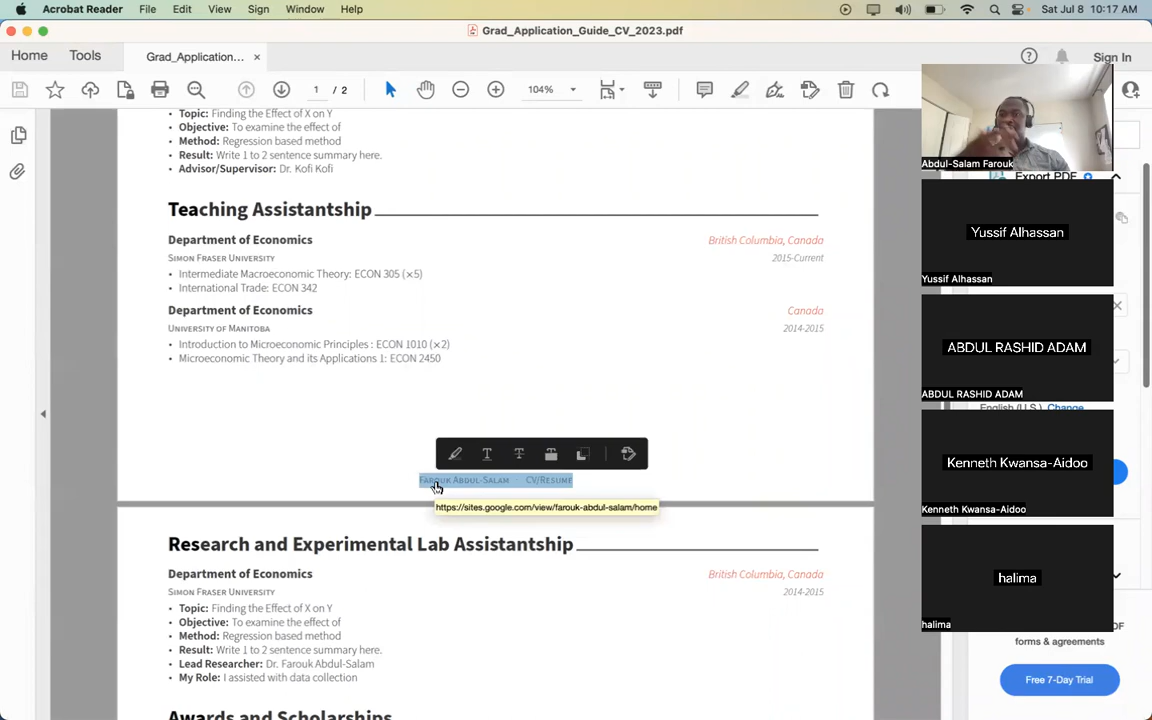 Acrobat Reader File Edit View Sign Window Help Sat Jul 8 10:17 AM
Grad_Application_Guide_CV_2023.pdf
Home Tools Grad_Application... × Sign In
1 / 2 104%
• Topic: Finding the Effect of X on Y
• Objective: To examine the effect of
• Method: Regression based method
• Result: Write 1 to 2 sentence summary here.
• Advisor/Supervisor: Dr. Kofi Kofi
Teaching Assistantship
Department of Economics British Columbia, Canada
Simon Fraser University 2015-Current
• Intermediate Macroeconomic Theory: ECON 305 (×5)
• International Trade: ECON 342
Department of Economics Canada
University of Manitoba 2014-2015
• Introduction to Microeconomic Principles : ECON 1010 (×2)
• Microeconomic Theory and its Applications 1: ECON 2450
Farouk Abdul-Salam · CV/Resume
https://sites.google.com/view/farouk-abdul-salam/home
Research and Experimental Lab Assistantship
Department of Economics British Columbia, Canada
Simon Fraser University 2014-2015
• Topic: Finding the Effect of X on Y
• Objective: To examine the effect of
• Method: Regression based method
• Result: Write 1 to 2 sentence summary here.
• Lead Researcher: Dr. Farouk Abdul-Salam
• My Role: I assisted with data collection
Awards and Scholarships
Abdul-Salam Farouk
Export PDF
Yussif Alhassan
Yussif Alhassan
ABDUL RASHID ADAM
ABDUL RASHID ADAM
English (U.S.) Change
Kenneth Kwansa-Aidoo
Kenneth Kwansa-Aidoo
halima
halima
DF
forms & agreements
Free 7-Day Trial